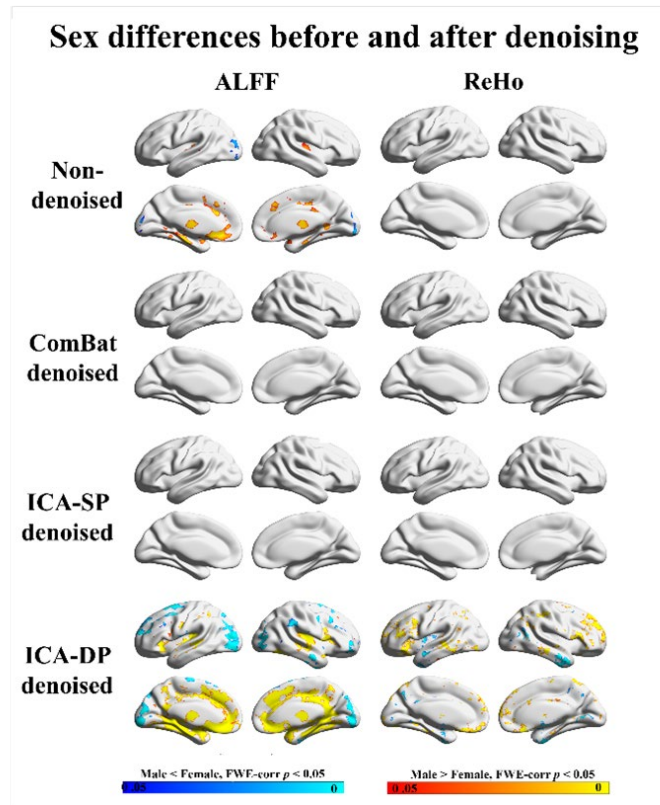 Sex differences before and after denoising
ALFF
ReHo
Non-
denoised
ComBat
denoised
ICA-SP
denoised
ICA-DP
denoised
Male < Female, FWE-corr p < 0.05
Male > Female, FWE-corr p < 0.05
0.05
0
0.05
0